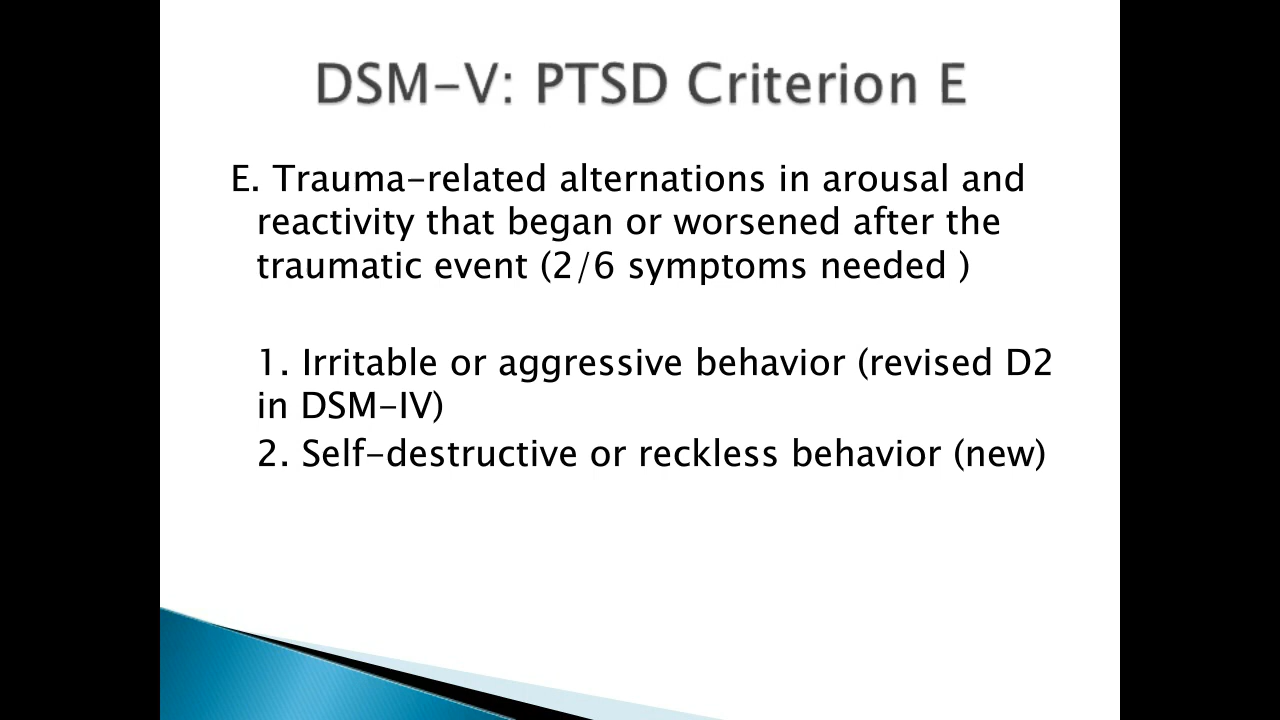 DSM-V: PTSD Criterion E
E. Trauma-related alternations in arousal and
reactivity that began or worsened after the
traumatic event (2/6 symptoms needed )
1. Irritable or aggressive behavior (revised D2
in DSM-IV)
2. Self-destructive or reckless behavior (new)